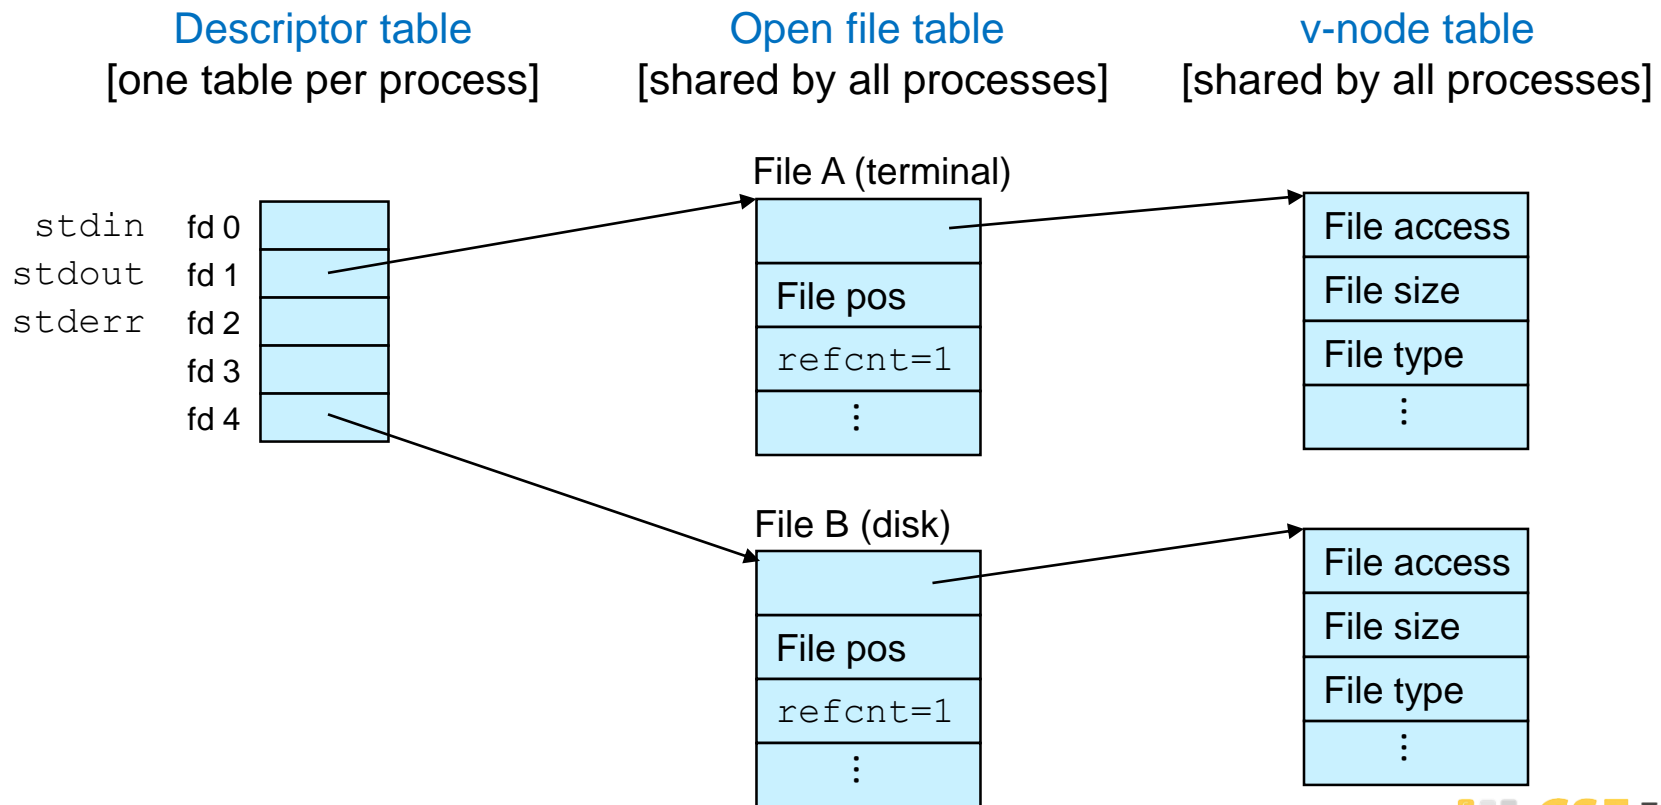 Descriptor table
[one table per process]
Open file table
[shared by all processes]
v-node table
[shared by all processes]
stdin fd 0
stdout fd 1
stderr fd 2
fd 3
fd 4
File A (terminal)
File pos
refcnt=1
⋮
File access
File size
File type
⋮
File B (disk)
File pos
refcnt=1
⋮
File access
File size
File type
⋮